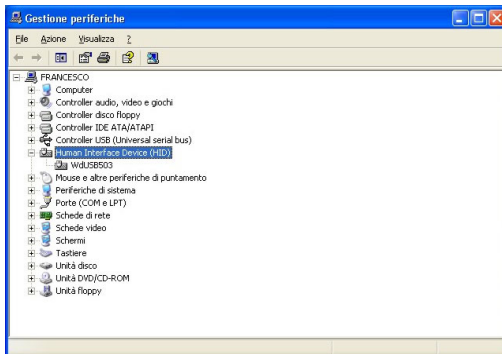 Gestione periferiche
File Azione Visualizza ?
FRANCESCO
Computer
Controller audio, video e giochi
Controller disco floppy
Controller IDE ATA/ATAPI
Controller USB (Universal serial bus)
Human Interface Device (HID)
WdUSB503
Mouse e altre periferiche di puntamento
Periferiche di sistema
Porte (COM e LPT)
Schede di rete
Schede video
Schermi
Tastiere
Unità disco
Unità DVD/CD-ROM
Unità floppy